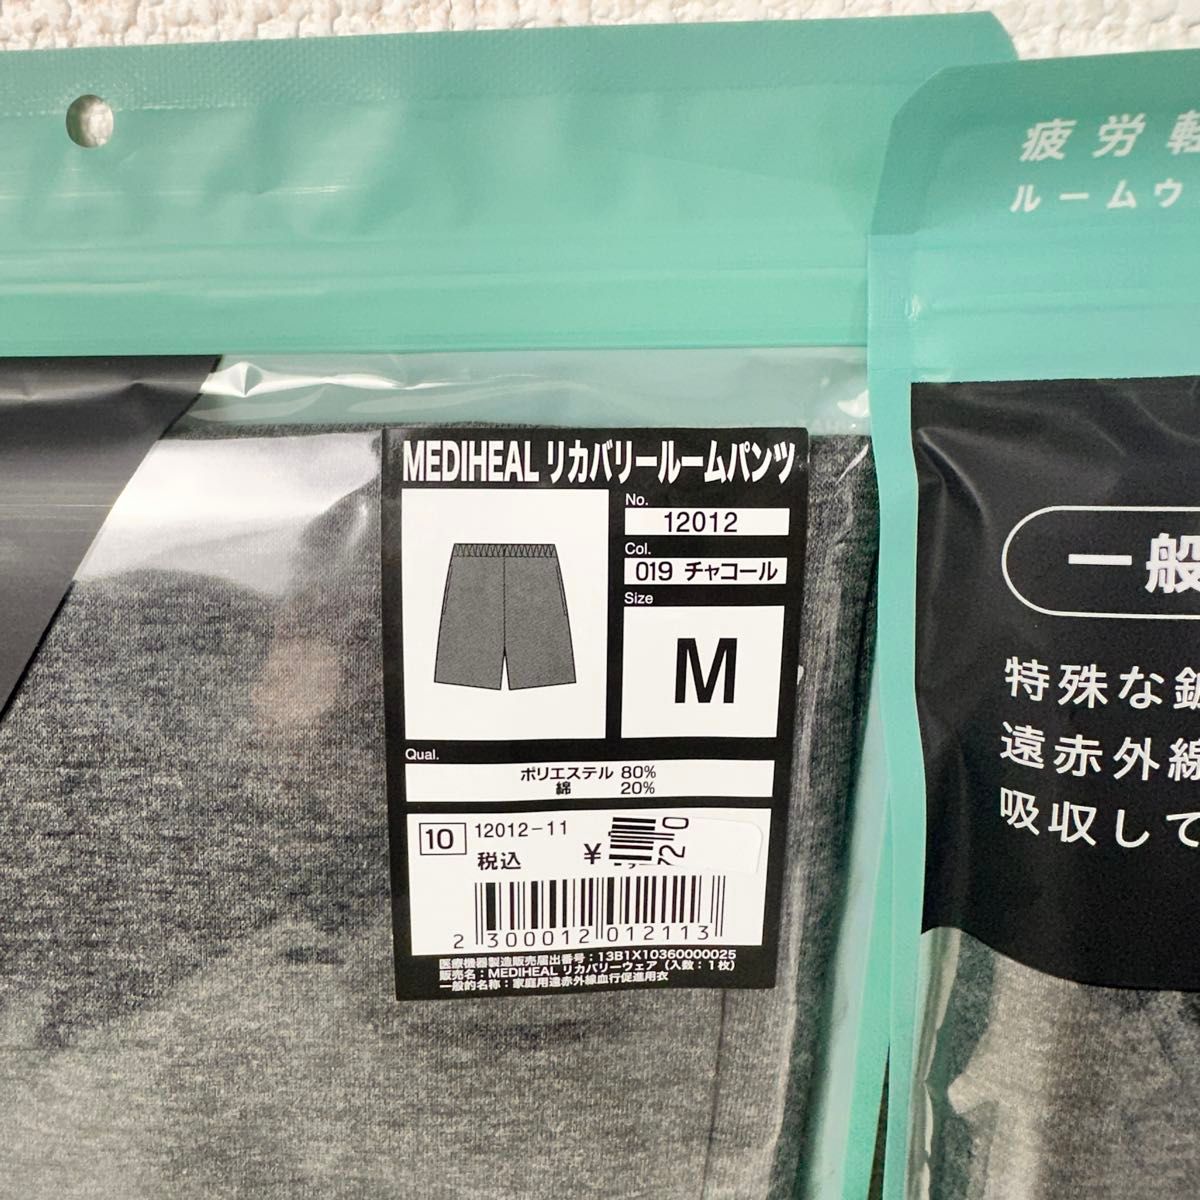 疲労軽
ルームウ
MEDIHEAL リカバリールームパンツ
No.
12012
Col.
019 チャコール
Size
M
Qual.
ポリエステル 80%
綿 20%
10 12012-11
税込 ¥
2 300012 012113
医療機器製造販売届出番号：13B1X10360000025
販売名：MEDIHEAL リカバリーウェア（入数：1枚）
一般的名称：家庭用遠赤外線血行促進用衣
一般
特殊な鉱
遠赤外線
吸収して